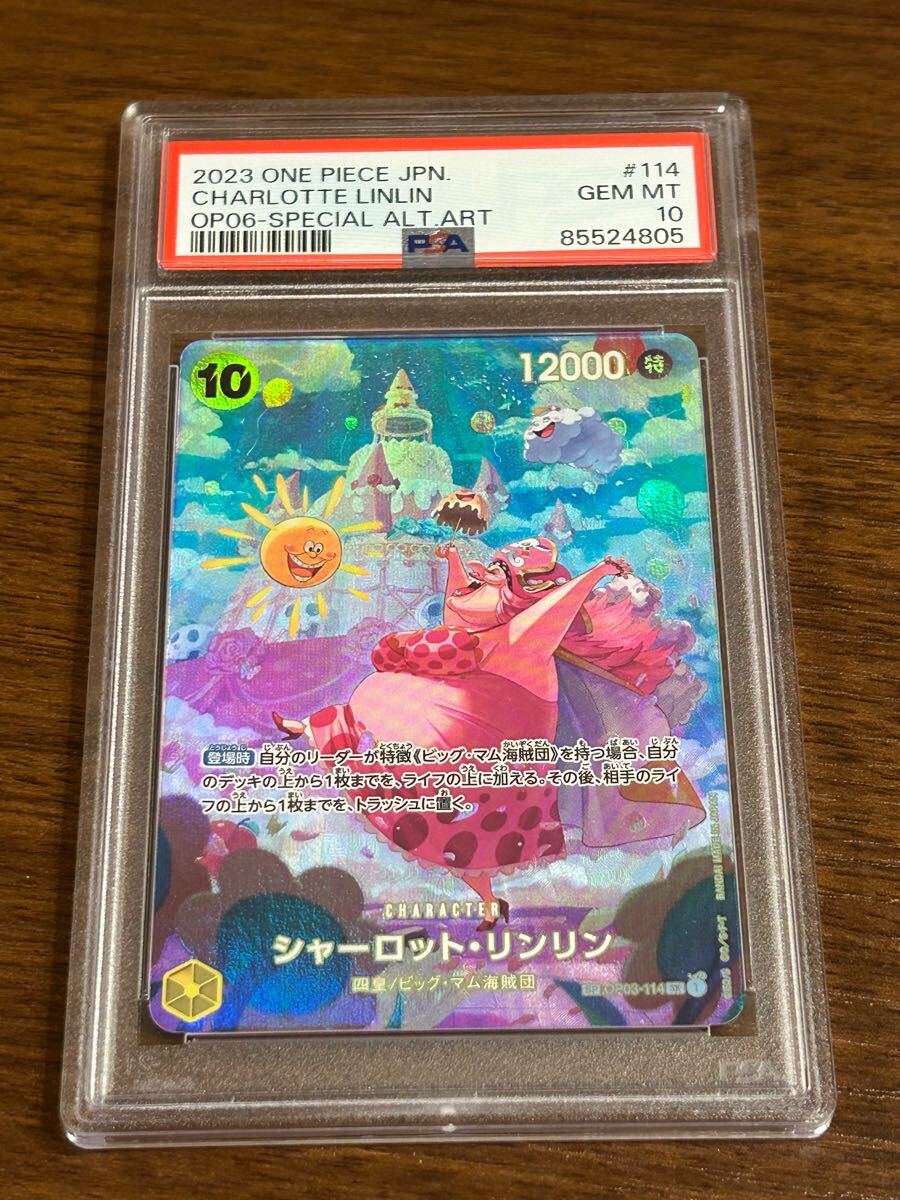 2023 ONE PIECE JPN. #114
CHARLOTTE LINLIN GEM MT
OP06-SPECIAL ALT.ART 10
PSA 85524805
10 12000 特
登場時 自分のリーダーが特徴《ビッグ・マム海賊団》を持つ場合、自分
のデッキの上から1枚までを、ライフの上に加える。その後、相手のライ
フの上から1枚までを、トラッシュに置く。
CHARACTER
シャーロット・リンリン
四皇/ビッグ・マム海賊団
SP OP03-114 SR 1